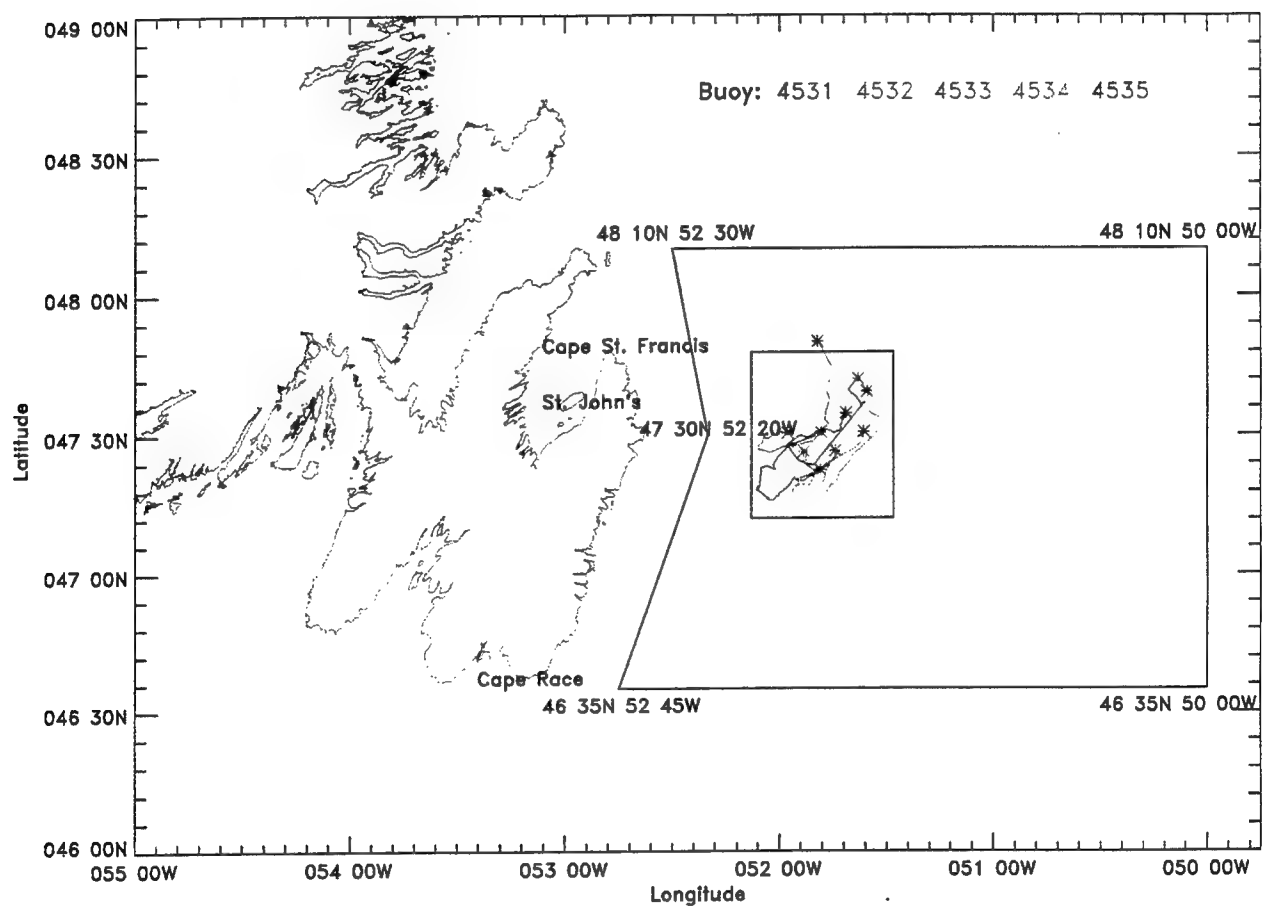 049 00N
Buoy: 4531 4532 4533 4534 4535
048 30N
48 10N 52 30W
48 10N 50 00W
048 00N
Cape St. Francis
St. John's
47 30N 52 20W
047 30N
Latitude
047 00N
Cape Race
46 35N 52 45W
46 35N 50 00W
046 30N
046 00N
055 00W
054 00W
053 00W
052 00W
051 00W
050 00W
Longitude